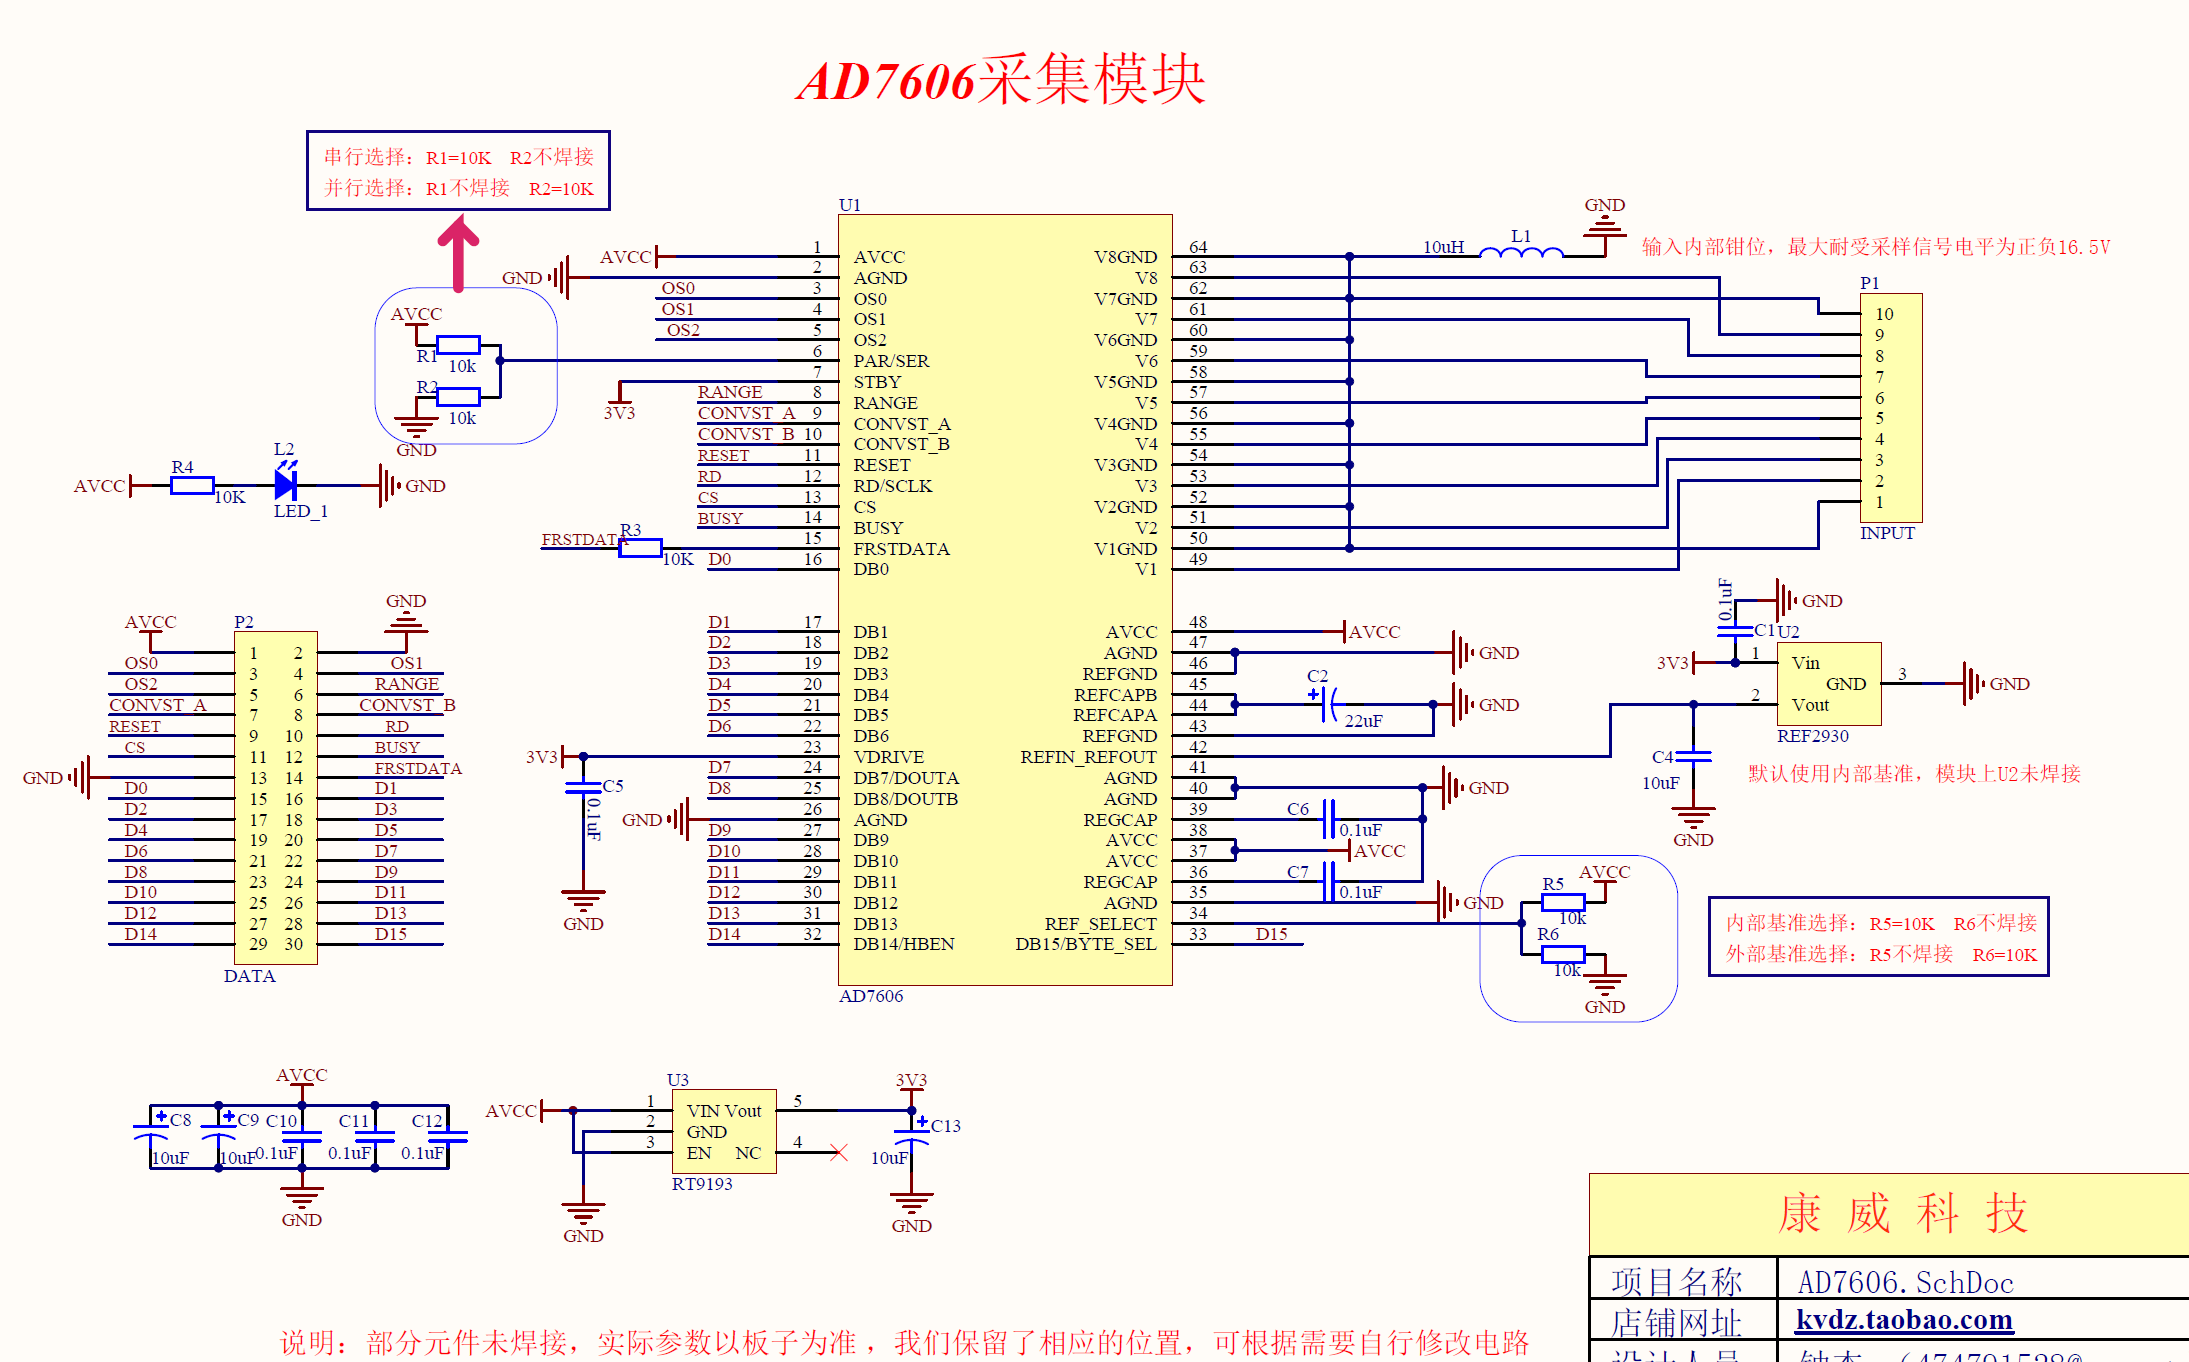 AD7606采集模块
串行选择：R1=10K R2不焊接
并行选择：R1不焊接 R2=10K
AVCC
R1
10k
R2
10k
GND
AVCC
R4
10K
L2
LED_1
GND
U1
AVCC 1 AVCC
GND 2 AGND
OS0 3 OS0
OS1 4 OS1
OS2 5 OS2
6 PAR/SER
3V3 7 STBY
RANGE 8 RANGE
CONVST_A 9 CONVST_A
CONVST_B 10 CONVST_B
RESET 11 RESET
RD 12 RD/SCLK
CS 13 CS
BUSY 14 BUSY
FRSTDATA R3 10K 15 FRSTDATA
D0 16 DB0
D1 17 DB1
D2 18 DB2
D3 19 DB3
D4 20 DB4
D5 21 DB5
D6 22 DB6
3V3 23 VDRIVE
D7 24 DB7/DOUTA
D8 25 DB8/DOUTB
GND 26 AGND
D9 27 DB9
D10 28 DB10
D11 29 DB11
D12 30 DB12
D13 31 DB13
D14 32 DB14/HBEN
C5
0.1uF
GND
V8GND 64
V8 63
V7GND 62
V7 61
V6GND 60
V6 59
V5GND 58
V5 57
V4GND 56
V4 55
V3GND 54
V3 53
V2GND 52
V2 51
V1GND 50
V1 49
AVCC 48 AVCC
AGND 47 GND
REFGND 46
REFCAPB 45
REFCAPA 44
C2
22uF
GND
REFGND 43
REFIN_REFOUT 42
AGND 41
AGND 40
GND
REGCAP 39
C6
0.1uF
AVCC 38
AVCC 37
AVCC
REGCAP 36
C7
0.1uF
AGND 35 GND
REF_SELECT 34
DB15/BYTE_SEL 33 D15
AD7606
10uH
L1
GND
输入内部钳位，最大耐受采样信号电平为正负16.5V
P1
10
9
8
7
6
5
4
3
2
1
INPUT
0.1uF
C1
GND
U2
3V3
1 Vin
GND 3 GND
2 Vout
REF2930
C4
10uF
GND
默认使用内部基准，模块上U2未焊接
AVCC
R5
10k
R6
10k
GND
内部基准选择：R5=10K R6不焊接
外部基准选择：R5不焊接 R6=10K
P2
AVCC 1 2 GND
OS0 3 4 OS1
OS2 5 6 RANGE
CONVST_A 7 8 CONVST_B
RESET 9 10 RD
CS 11 12 BUSY
GND 13 14 FRSTDATA
D0 15 16 D1
D2 17 18 D3
D4 19 20 D5
D6 21 22 D7
D8 23 24 D9
D10 25 26 D11
D12 27 28 D13
D14 29 30 D15
DATA
AVCC
C8 C9 C10 C11 C12
10uF 10uF 0.1uF 0.1uF 0.1uF
GND
U3
AVCC
1 VIN Vout 5
2 GND
3 EN NC 4
RT9193
GND
3V3
C13
10uF
GND
康威科技
项目名称 AD7606.SchDoc
店铺网址 kvdz.taobao.com
说明：部分元件未焊接，实际参数以板子为准，我们保留了相应的位置，可根据需要自行修改电路